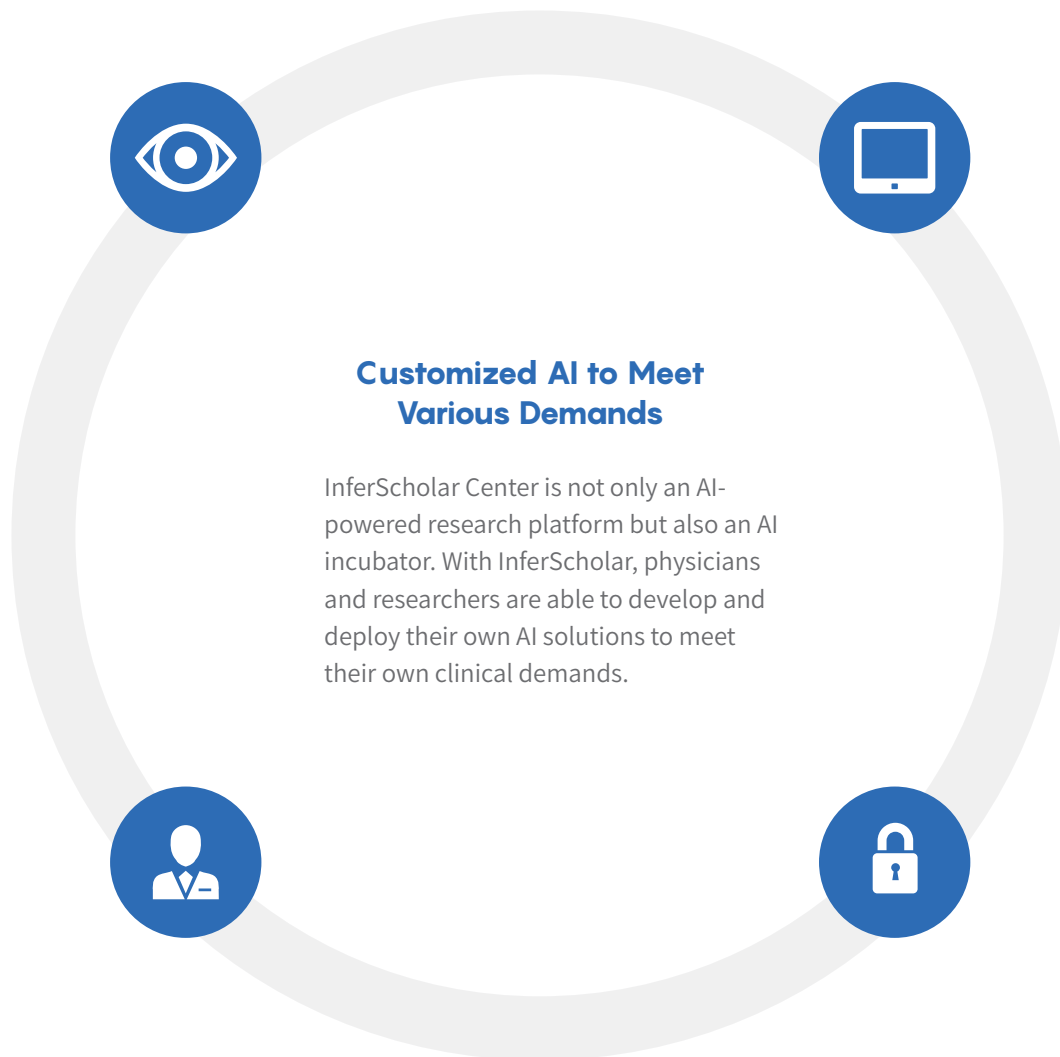 Customized AI to Meet
Various Demands
InferScholar Center is not only an AI-
powered research platform but also an AI
incubator. With InferScholar, physicians
and researchers are able to develop and
deploy their own AI solutions to meet
their own clinical demands.